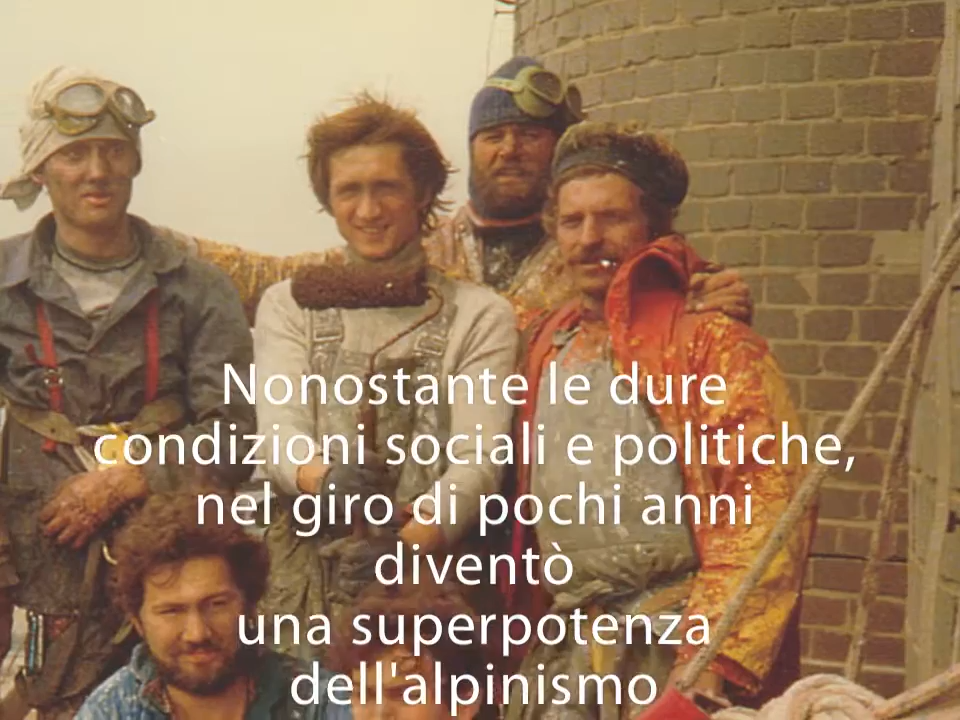 Nonostante le dure
condizioni sociali e politiche,
nel giro di pochi anni
diventò
una superpotenza
dell'alpinismo